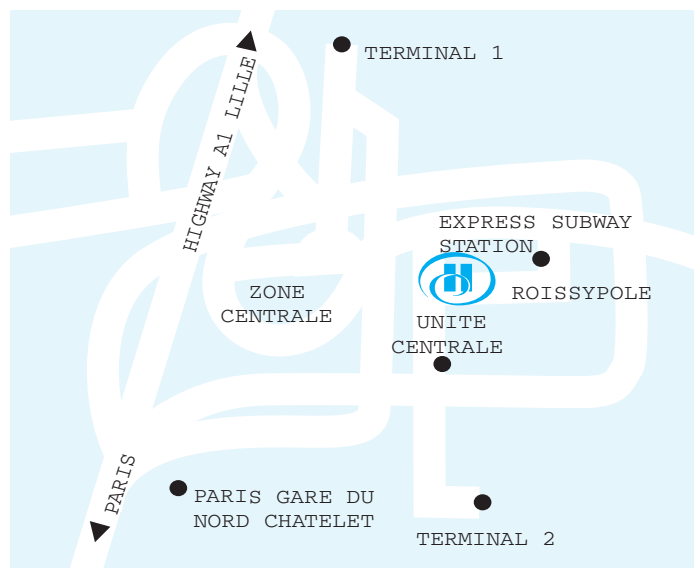 TERMINAL 1
HIGHWAY A1 LILLE
EXPRESS SUBWAY
STATION
ROISSYPOLE
ZONE
CENTRALE
UNITE
CENTRALE
PARIS
PARIS GARE DU
NORD CHATELET
TERMINAL 2